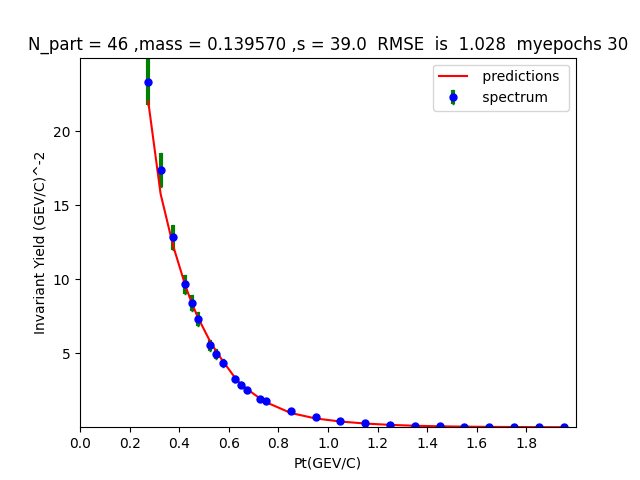 N_part = 46 ,mass = 0.139570 ,s = 39.0  RMSE  is  1.028  myepochs 30
predictions
spectrum
Invariant Yield (GEV/C)^-2
20
15
10
5
0.0 0.2 0.4 0.6 0.8 1.0 1.2 1.4 1.6 1.8
Pt(GEV/C)